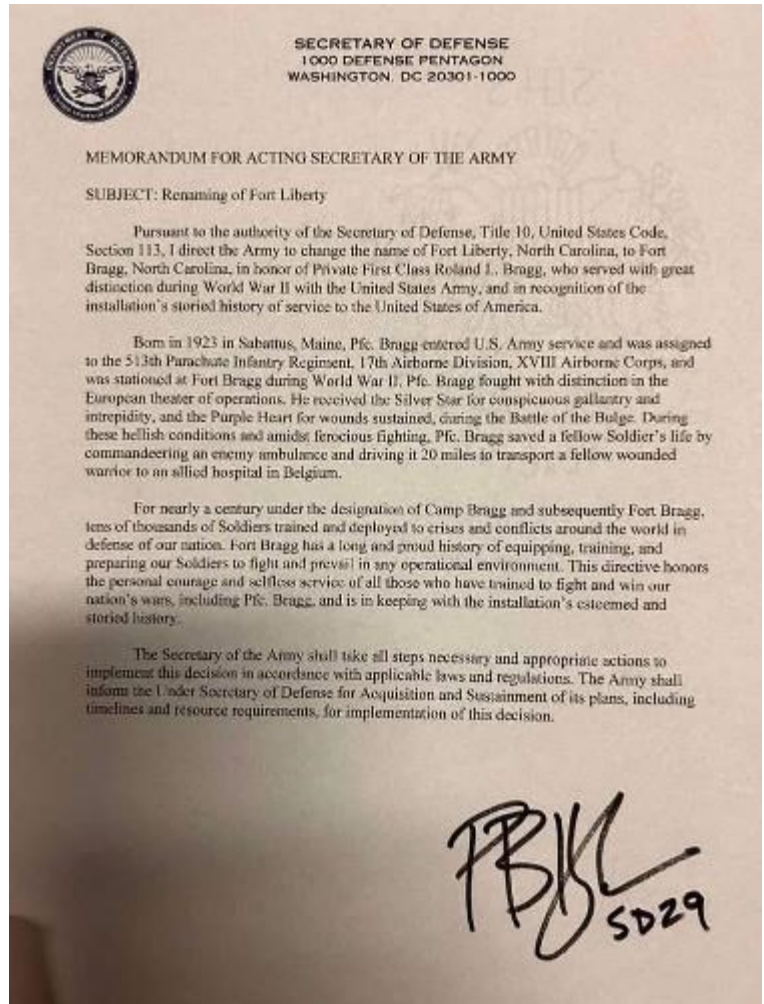 SECRETARY OF DEFENSE
1000 DEFENSE PENTAGON
WASHINGTON, DC 20301-1000
MEMORANDUM FOR ACTING SECRETARY OF THE ARMY
SUBJECT: Renaming of Fort Liberty
Pursuant to the authority of the Secretary of Defense, Title 10, United States Code,
Section 113, I direct the Army to change the name of Fort Liberty, North Carolina, to Fort
Bragg, North Carolina, in honor of Private First Class Roland L. Bragg, who served with great
distinction during World War II with the United States Army, and in recognition of the
installation's storied history of service to the United States of America.
Born in 1923 in Sabattus, Maine, Pfc. Bragg entered U.S. Army service and was assigned
to the 513th Parachute Infantry Regiment, 17th Airborne Division, XVIII Airborne Corps, and
was stationed at Fort Bragg during World War II. Pfc. Bragg fought with distinction in the
European theater of operations. He received the Silver Star for conspicuous gallantry and
intrepidity, and the Purple Heart for wounds sustained, during the Battle of the Bulge. During
these hellish conditions and amidst ferocious fighting, Pfc. Bragg saved a fellow Soldier's life by
commandeering an enemy ambulance and driving it 20 miles to transport a fellow wounded
warrior to an allied hospital in Belgium.
For nearly a century under the designation of Camp Bragg and subsequently Fort Bragg,
tens of thousands of Soldiers trained and deployed to crises and conflicts around the world in
defense of our nation. Fort Bragg has a long and proud history of equipping, training, and
preparing our Soldiers to fight and prevail in any operational environment. This directive honors
the personal courage and selfless service of all those who have trained to fight and win our
nation's wars, including Pfc. Bragg, and is in keeping with the installation's esteemed and
storied history.
The Secretary of the Army shall take all steps necessary and appropriate actions to
implement this decision in accordance with applicable laws and regulations. The Army shall
inform the Under Secretary of Defense for Acquisition and Sustainment of its plans, including
timelines and resource requirements, for implementation of this decision.
SD29